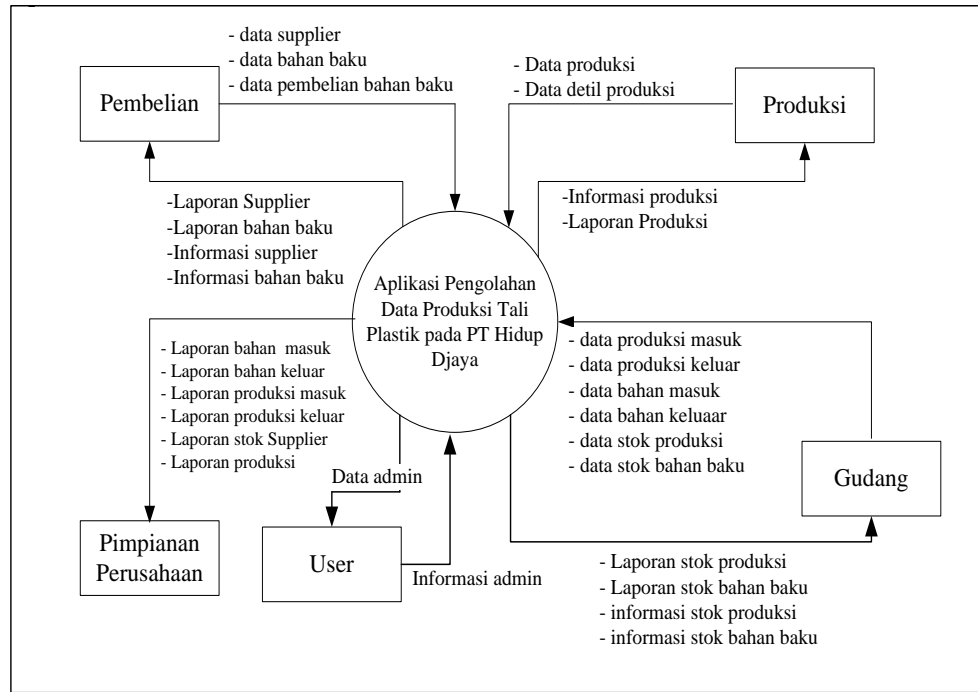 - data supplier
- data bahan baku
- data pembelian bahan baku
Pembelian
- Data produksi
- Data detil produksi
Produksi
-Laporan Supplier
-Laporan bahan baku
-Informasi supplier
-Informasi bahan baku
-Informasi produksi
-Laporan Produksi
Aplikasi Pengolahan
Data Produksi Tali
Plastik pada PT Hidup
Djaya
- Laporan bahan  masuk
- Laporan bahan keluar
- Laporan produksi masuk
- Laporan produksi keluar
- Laporan stok Supplier
- Laporan produksi
- data produksi masuk
- data produksi keluar
- data bahan masuk
- data bahan keluaar
- data stok produksi
- data stok bahan baku
Data admin
Gudang
Pimpianan
Perusahaan
User
Informasi admin
- Laporan stok produksi
- Laporan stok bahan baku
- informasi stok produksi
- informasi stok bahan baku